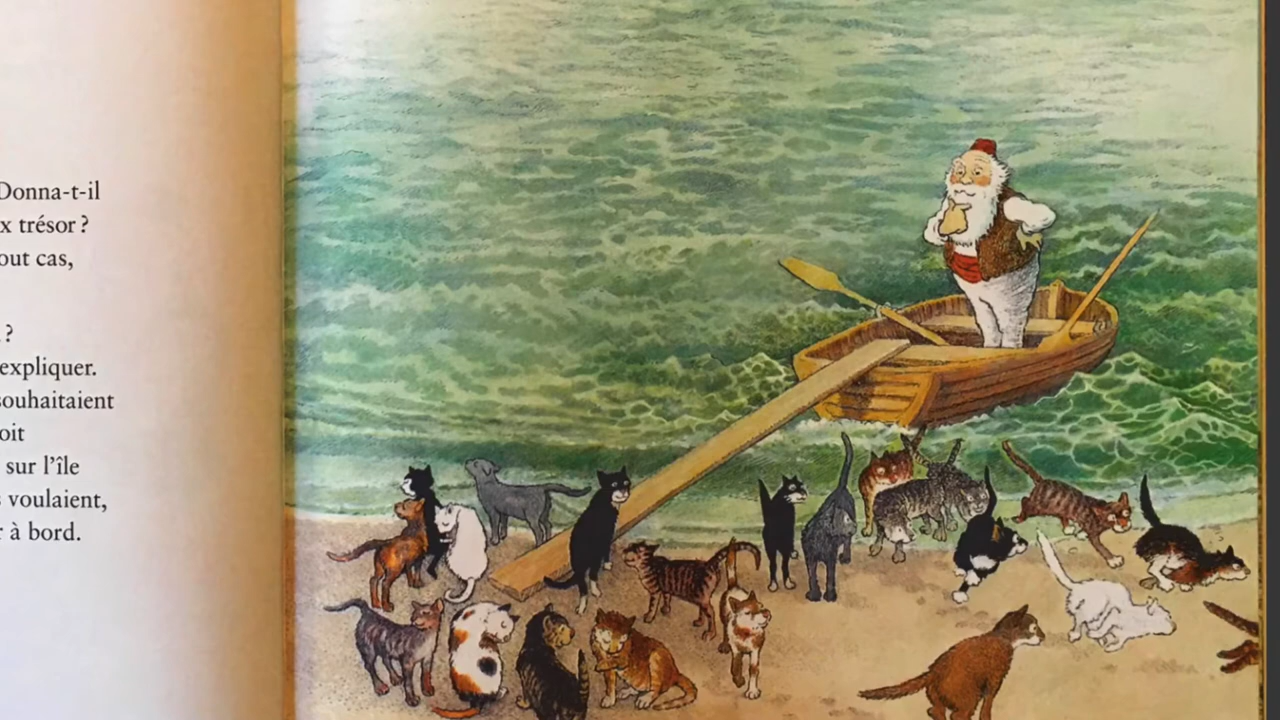 Donna-t-il
x trésor ?
out cas,
?
expliquer.
souhaitaient
oit
sur l'île
voulaient,
r à bord.